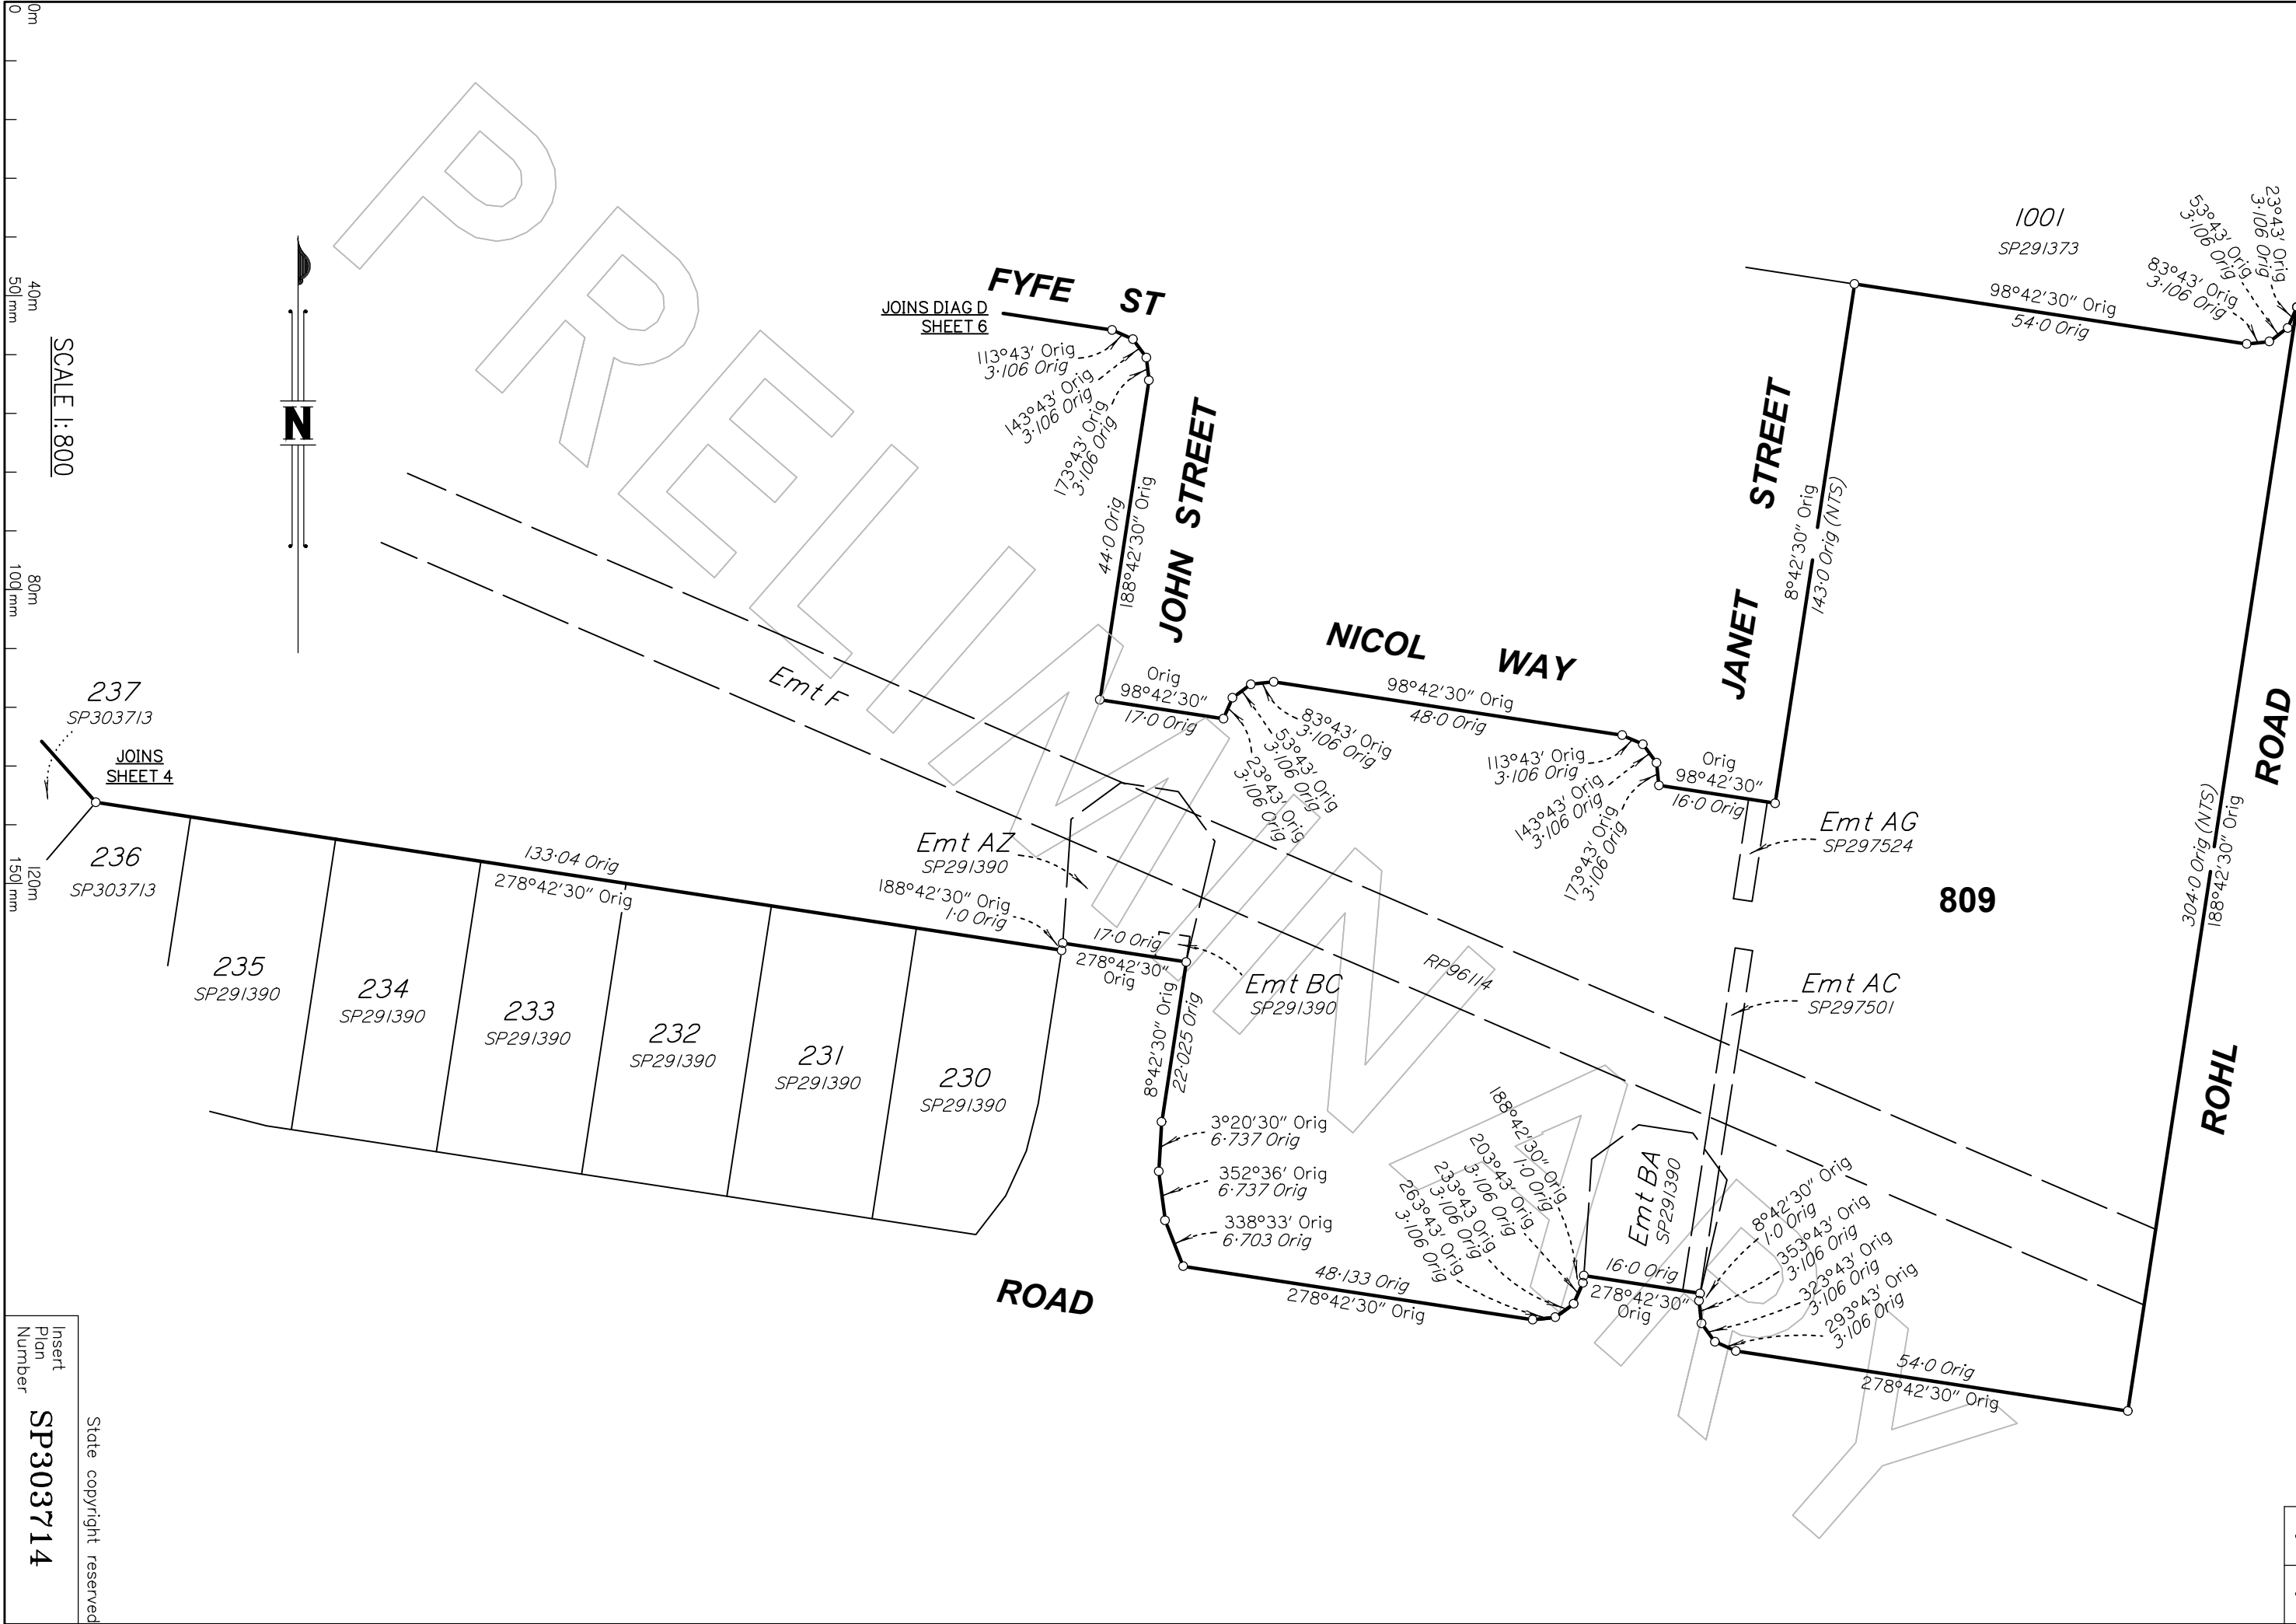 0m
0
40m
50mm
80m
100mm
120m
150mm
SCALE 1:800
N
PRELIMINARY
FYFE ST
JOINS DIAG D
SHEET 6
113°43' Orig
3·106 Orig
143°43' Orig
3·106 Orig
173°43' Orig
3·106 Orig
44·0 Orig
188°42'30" Orig
JOHN STREET
Orig
98°42'30"
17·0 Orig
NICOL WAY
98°42'30" Orig
48·0 Orig
83°43' Orig
3·106 Orig
53°43' Orig
3·106 Orig
23°43' Orig
3·106 Orig
113°43' Orig
3·106 Orig
143°43' Orig
3·106 Orig
173°43' Orig
3·106 Orig
Orig
98°42'30"
16·0 Orig
JANET STREET
8°42'30" Orig
143·0 Orig (NTS)
1001
SP291373
98°42'30" Orig
54·0 Orig
83°43' Orig
3·106 Orig
53°43' Orig
3·106 Orig
23°43' Orig
3·106 Orig
304·0 Orig (NTS)
188°42'30" Orig
ROHL ROAD
809
Emt AG
SP297524
Emt AC
SP297501
Emt F
RP96114
237
SP303713
JOINS
SHEET 4
236
SP303713
133·04 Orig
278°42'30" Orig
Emt AZ
SP291390
188°42'30" Orig
1·0 Orig
17·0 Orig
278°42'30"
Orig
Emt BC
SP291390
235
SP291390
234
SP291390
233
SP291390
232
SP291390
231
SP291390
230
SP291390
8°42'30" Orig
22·025 Orig
3°20'30" Orig
6·737 Orig
352°36' Orig
6·737 Orig
338°33' Orig
6·703 Orig
ROAD
48·133 Orig
278°42'30" Orig
188°42'30" Orig
1·0 Orig
203°43' Orig
3·106 Orig
233°43 Orig
3·106 Orig
263°43' Orig
3·106 Orig
Emt BA
SP291390
16·0 Orig
278°42'30"
Orig
8°42'30" Orig
1·0 Orig
353°43' Orig
3·106 Orig
323°43' Orig
3·106 Orig
293°43' Orig
3·106 Orig
54·0 Orig
278°42'30" Orig
Insert
Plan
Number
SP303714
State copyright reserved